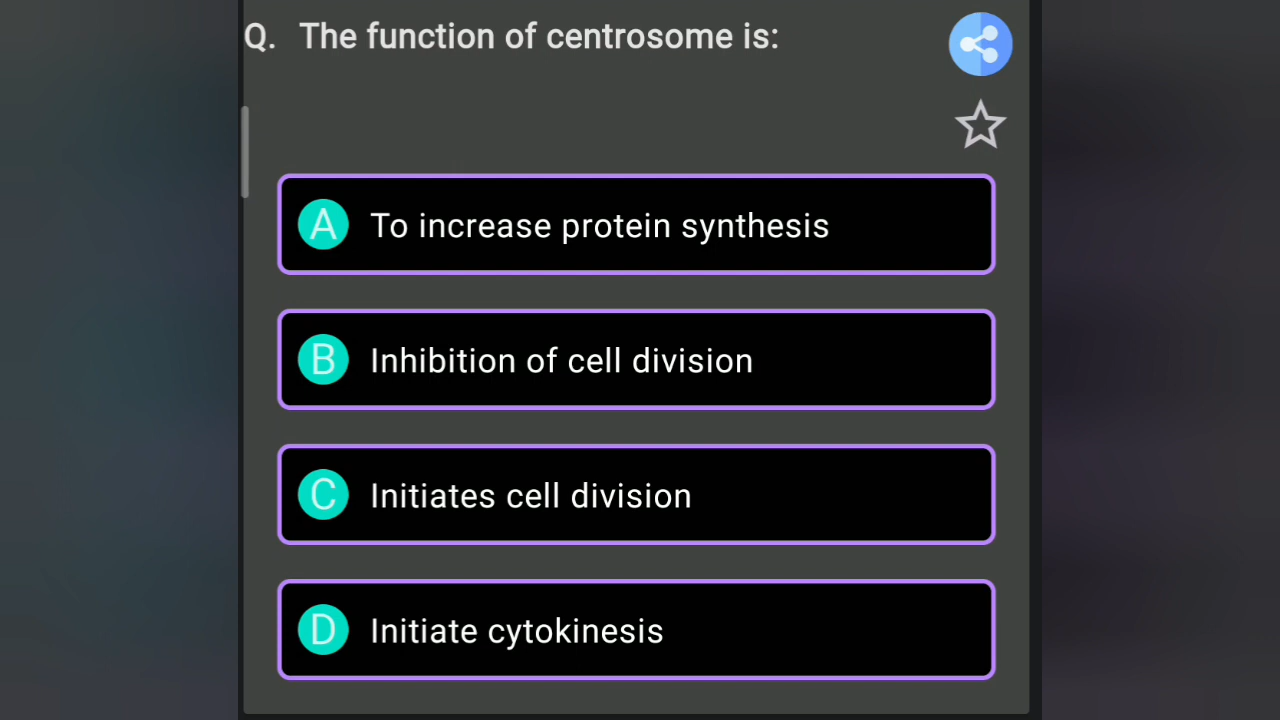 Q. The function of centrosome is:
A To increase protein synthesis
B Inhibition of cell division
C Initiates cell division
D Initiate cytokinesis